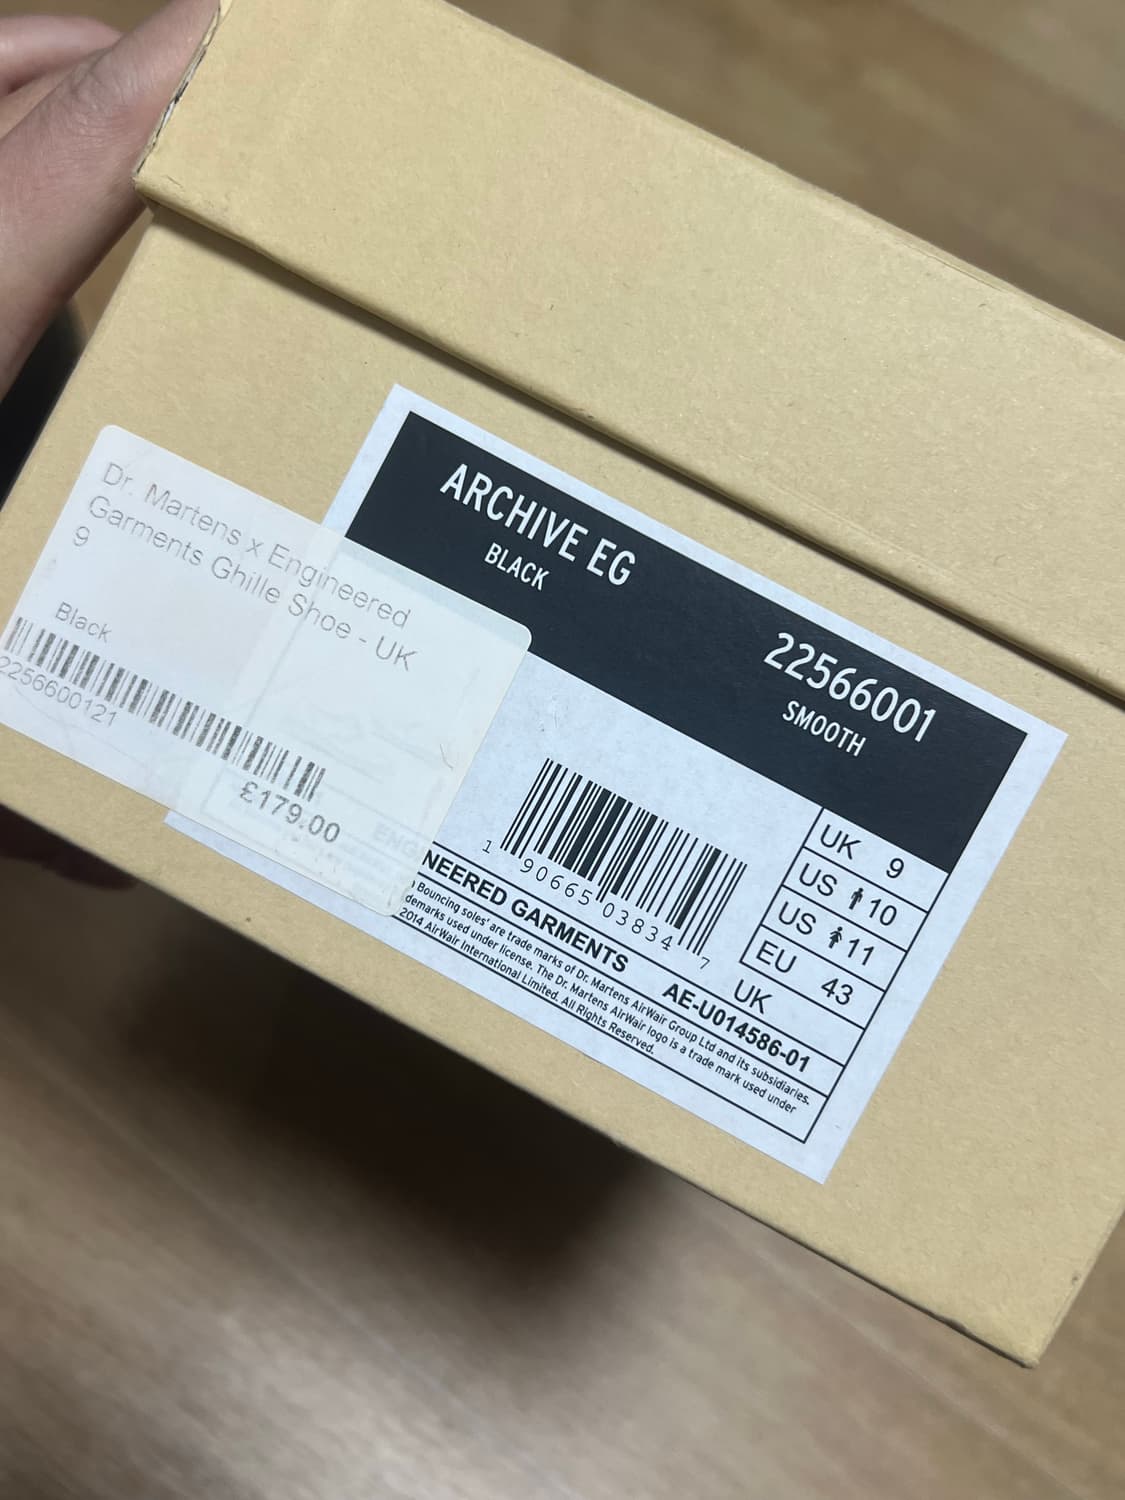 Dr. Martens x Engineered
Garments Ghille Shoe - UK
9
Black
2256600121
£179.00
ARCHIVE EG
BLACK
22566001
SMOOTH
1 90665 03834 7
UK 9
US 10
US 11
EU 43
UK
ENGINEERED GARMENTS AE-U014586-01
Bouncing soles' are trade marks of Dr. Martens AirWair Group Ltd and its subsidiaries.
demarks used under license. The Dr. Martens AirWair logo is a trade mark used under
2014 AirWair International Limited. All Rights Reserved.